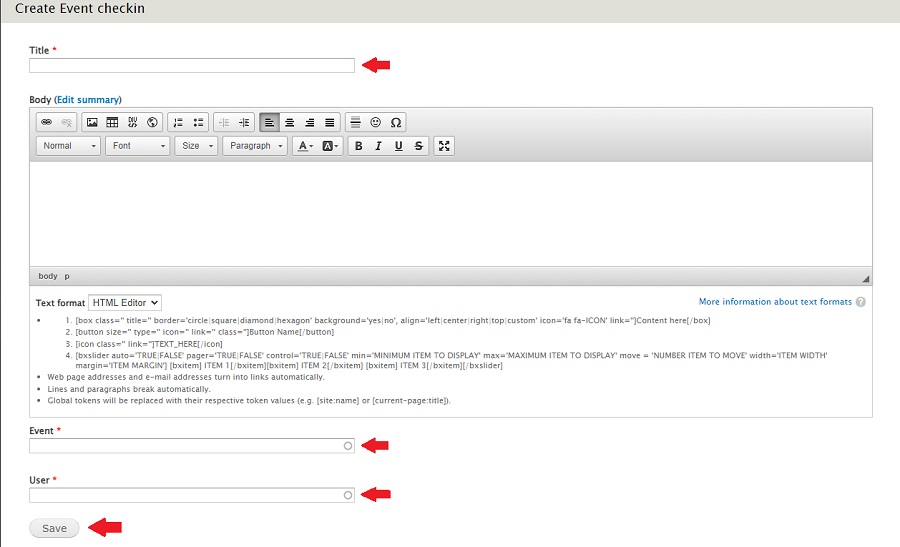 Create Event checkin
Title *
Body (Edit summary)
Normal Font Size Paragraph A A B I U S
body p
Text format HTML Editor More information about text formats ?
1. [box class='' title='' border='circle|square|diamond|hexagon' background='yes|no', align='left|center|right|top|custom' icon='fa fa-ICON' link='']Content here[/box]
2. [button size='' type='' icon='' link='' class='']Button Name[/button]
3. [icon class='' link='']TEXT_HERE[/icon]
4. [bxslider auto='TRUE|FALSE' pager='TRUE|FALSE' control='TRUE|FALSE' min='MINIMUM ITEM TO DISPLAY' max='MAXIMUM ITEM TO DISPLAY' move = 'NUMBER ITEM TO MOVE' width='ITEM WIDTH'
margin='ITEM MARGIN'] [bxitem] ITEM 1[/bxitem][bxitem] ITEM 2[/bxitem] [bxitem] ITEM 3[/bxitem][/bxslider]
Web page addresses and e-mail addresses turn into links automatically.
Lines and paragraphs break automatically.
Global tokens will be replaced with their respective token values (e.g. [site:name] or [current-page:title]).
Event *
User *
Save